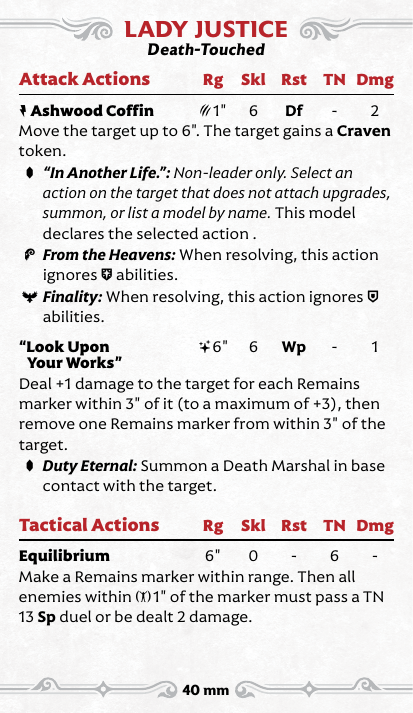 LADY JUSTICE
Death-Touched
Attack Actions Rg Skl Rst TN Dmg
Ashwood Coffin 1" 6 Df - 2
Move the target up to 6". The target gains a Craven
token.
"In Another Life.": Non-leader only. Select an
action on the target that does not attach upgrades,
summon, or list a model by name. This model
declares the selected action .
From the Heavens: When resolving, this action
ignores abilities.
Finality: When resolving, this action ignores
abilities.
"Look Upon 6" 6 Wp - 1
Your Works"
Deal +1 damage to the target for each Remains
marker within 3" of it (to a maximum of +3), then
remove one Remains marker from within 3" of the
target.
Duty Eternal: Summon a Death Marshal in base
contact with the target.
Tactical Actions Rg Skl Rst TN Dmg
Equilibrium 6" 0 - 6 -
Make a Remains marker within range. Then all
enemies within 1" of the marker must pass a TN
13 Sp duel or be dealt 2 damage.
40 mm